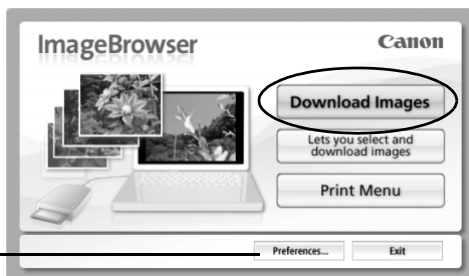 ImageBrowser
Canon
Download Images
Lets you select and
download images
Print Menu
Preferences...
Exit